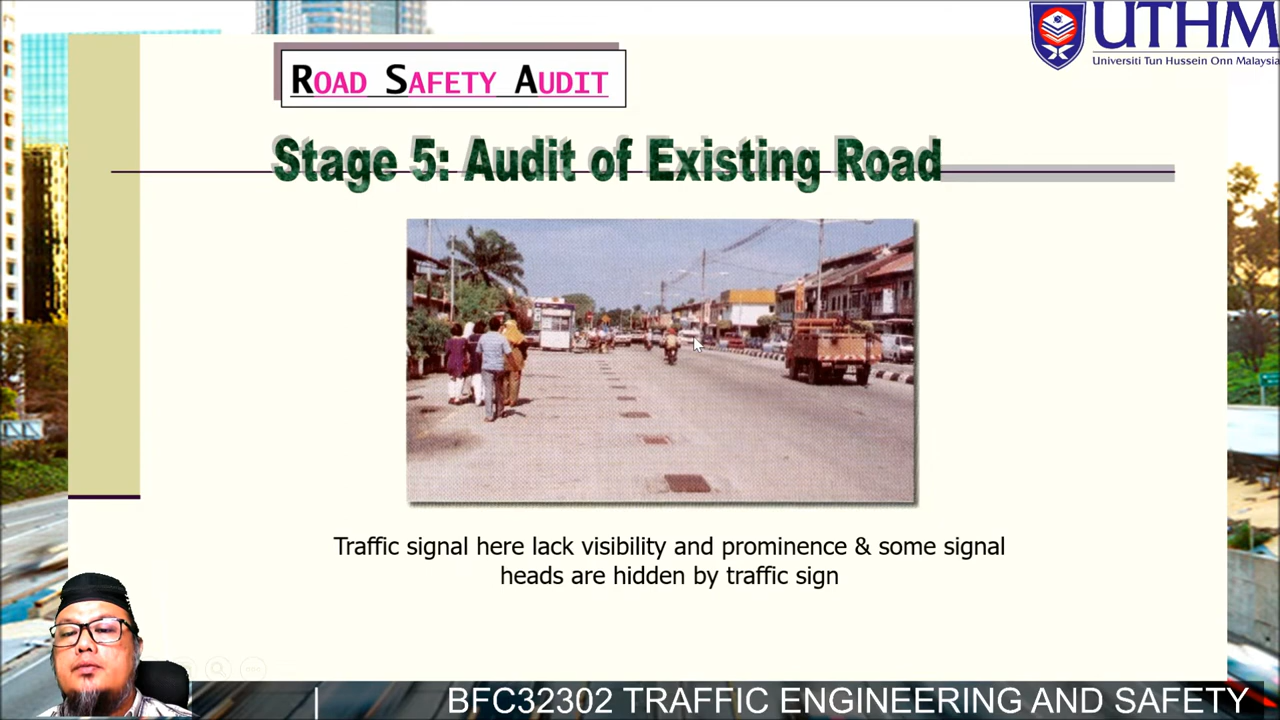 UTHM
Universiti Tun Hussein Onn Malaysia
ROAD SAFETY AUDIT
Stage 5: Audit of Existing Road
Traffic signal here lack visibility and prominence & some signal
heads are hidden by traffic sign
BFC32302 TRAFFIC ENGINEERING AND SAFETY